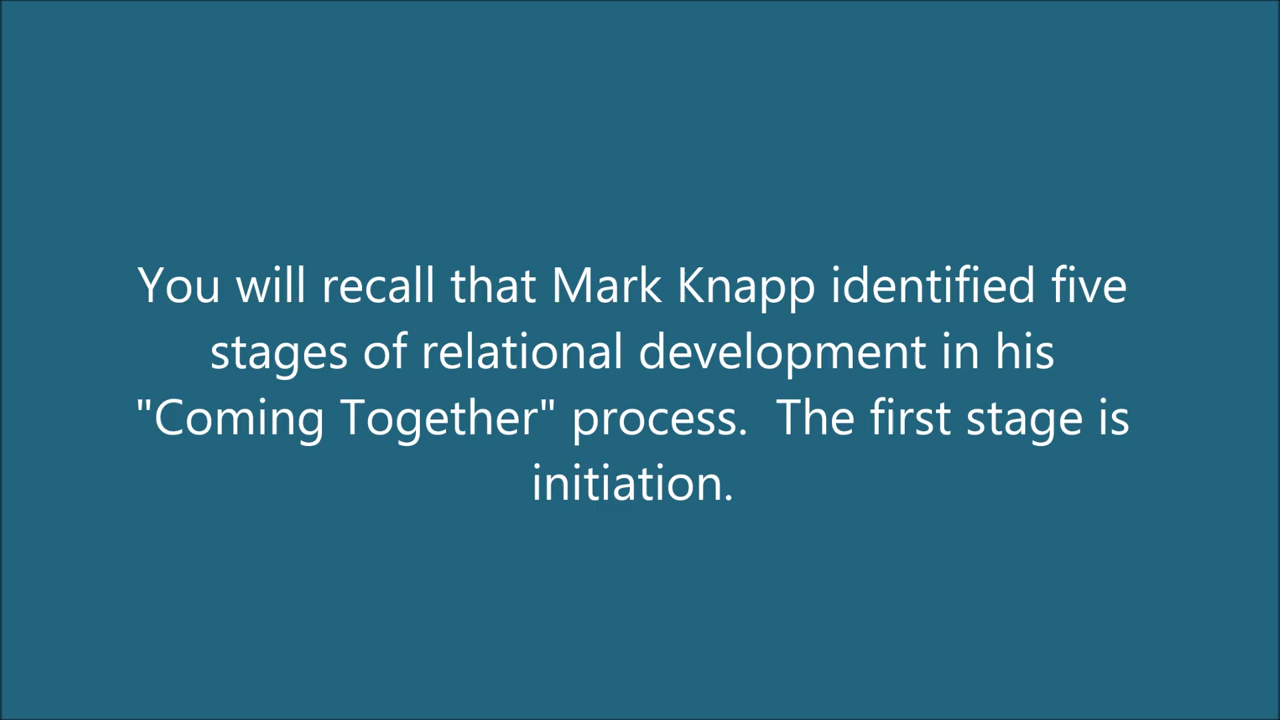 You will recall that Mark Knapp identified five
stages of relational development in his
"Coming Together" process.  The first stage is
initiation.